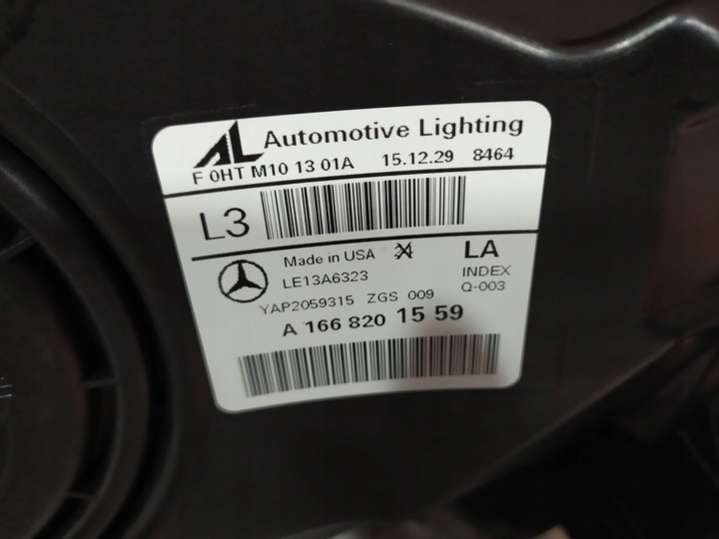 AL Automotive Lighting
F 0HT M10 13 01A 15.12.29 8464
L3
Made in USA LA
LE13A6323 INDEX
YAP2059315 ZGS 009 Q-003
A 166 820 15 59